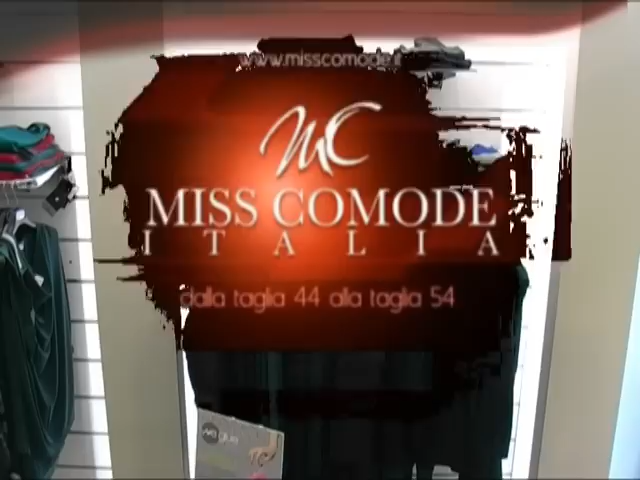 www.misscomode.it
MC
MISS COMODE
ITALIA
dalla taglia 44 alla taglia 54